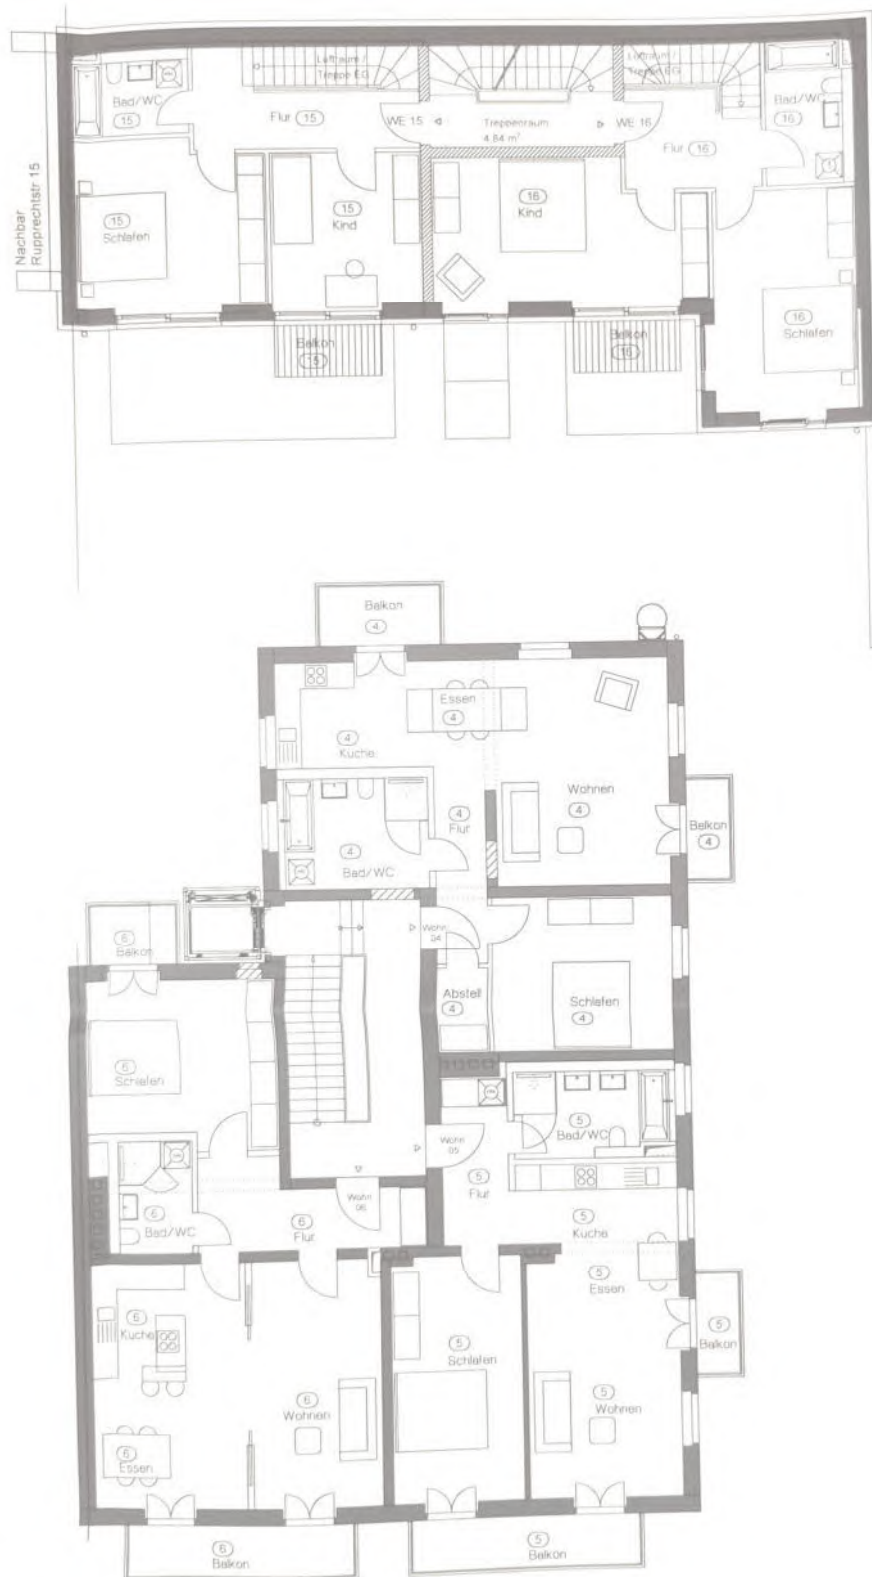 Nachbar
Rupprechtstr 15
Bad/WC
15
Luftraum /
Treppe EG
Flur 15
WE 15
Treppenraum
4.84 m²
WE 16
Luftraum /
Treppe EG
Bad/WC
16
Flur 16
15
Schlafen
15
Kind
16
Kind
16
Schlafen
Balkon
15
Balkon
16
Balkon
4
Essen
4
4
Küche
Wohnen
4
4
Flur
4
Bad/WC
Balkon
4
6
Balkon
Wohn.
04
Abstell
4
Schlafen
4
6
Schlafen
5
Bad/WC
Wohn
05
5
Flur
6
Bad/WC
Wohn
06
6
Flur
5
Küche
5
Essen
5
Balkon
6
Küche
5
Schlafen
6
Wohnen
5
Wohnen
6
Essen
6
Balkon
5
Balkon